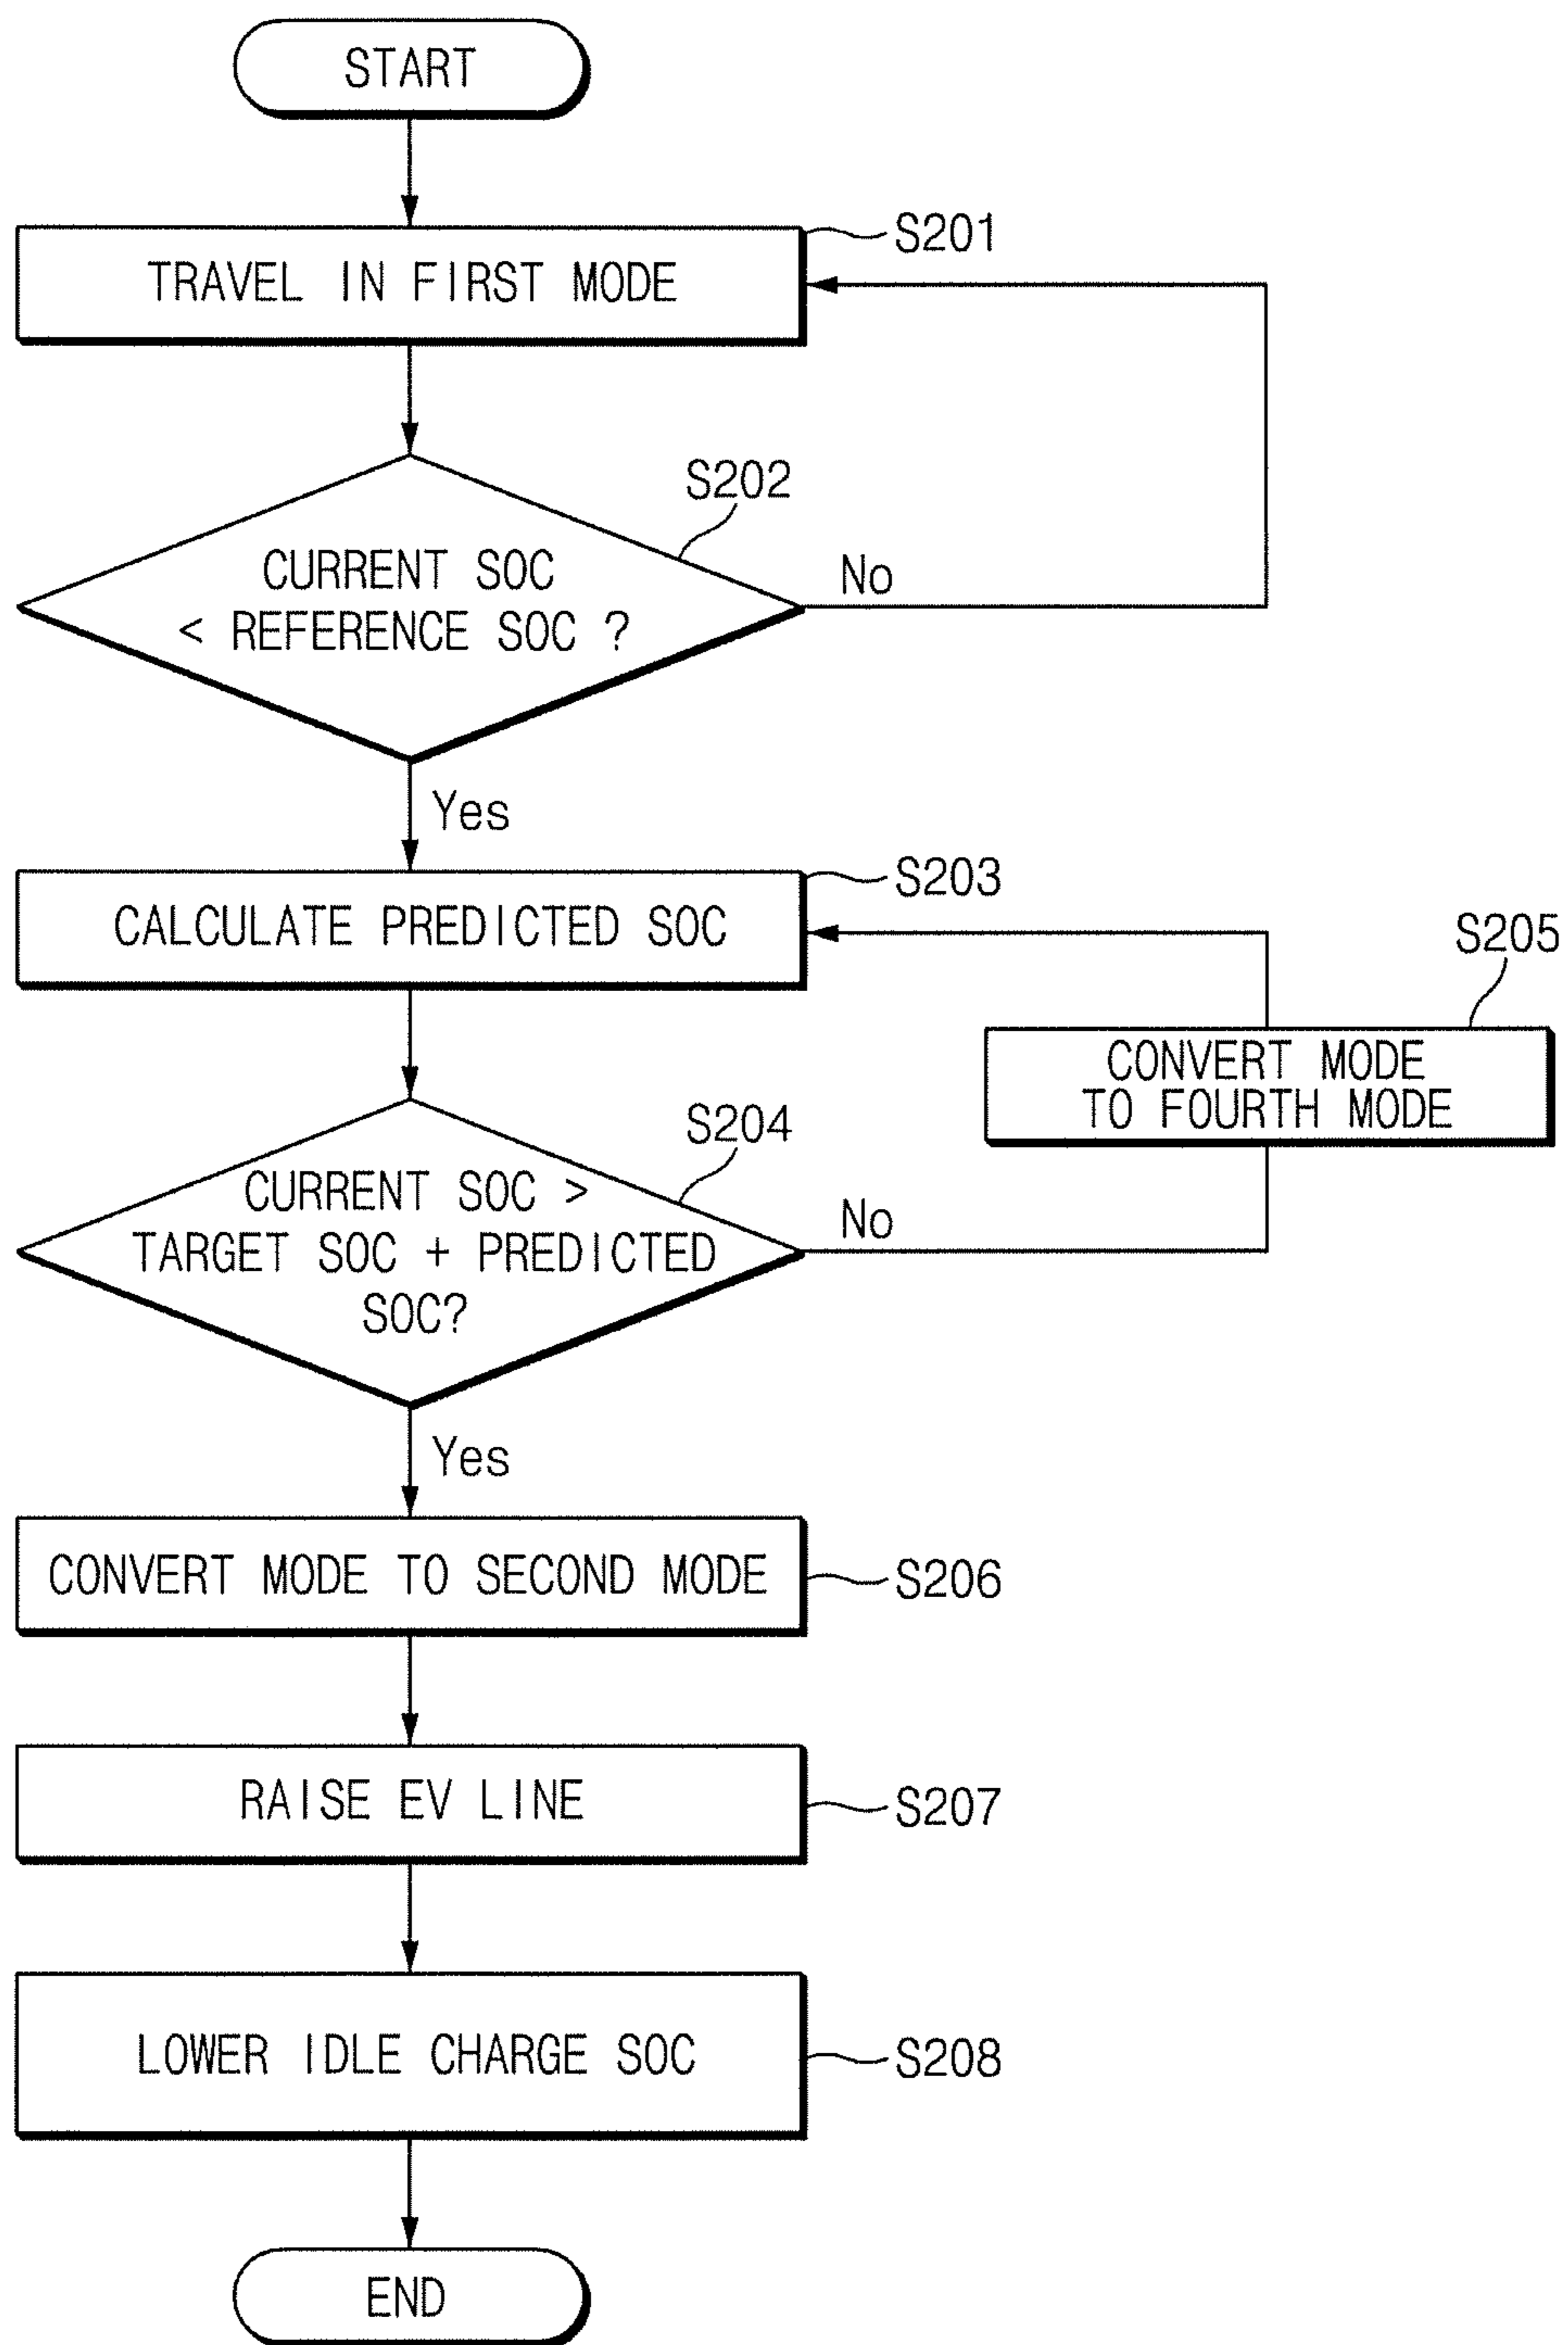 START
S201
TRAVEL IN FIRST MODE
S202
CURRENT SOC
< REFERENCE SOC ?
No
Yes
S203
CALCULATE PREDICTED SOC
S205
CONVERT MODE
TO FOURTH MODE
S204
CURRENT SOC >
TARGET SOC + PREDICTED
SOC?
No
Yes
CONVERT MODE TO SECOND MODE
S206
RAISE EV LINE
S207
LOWER IDLE CHARGE SOC
S208
END